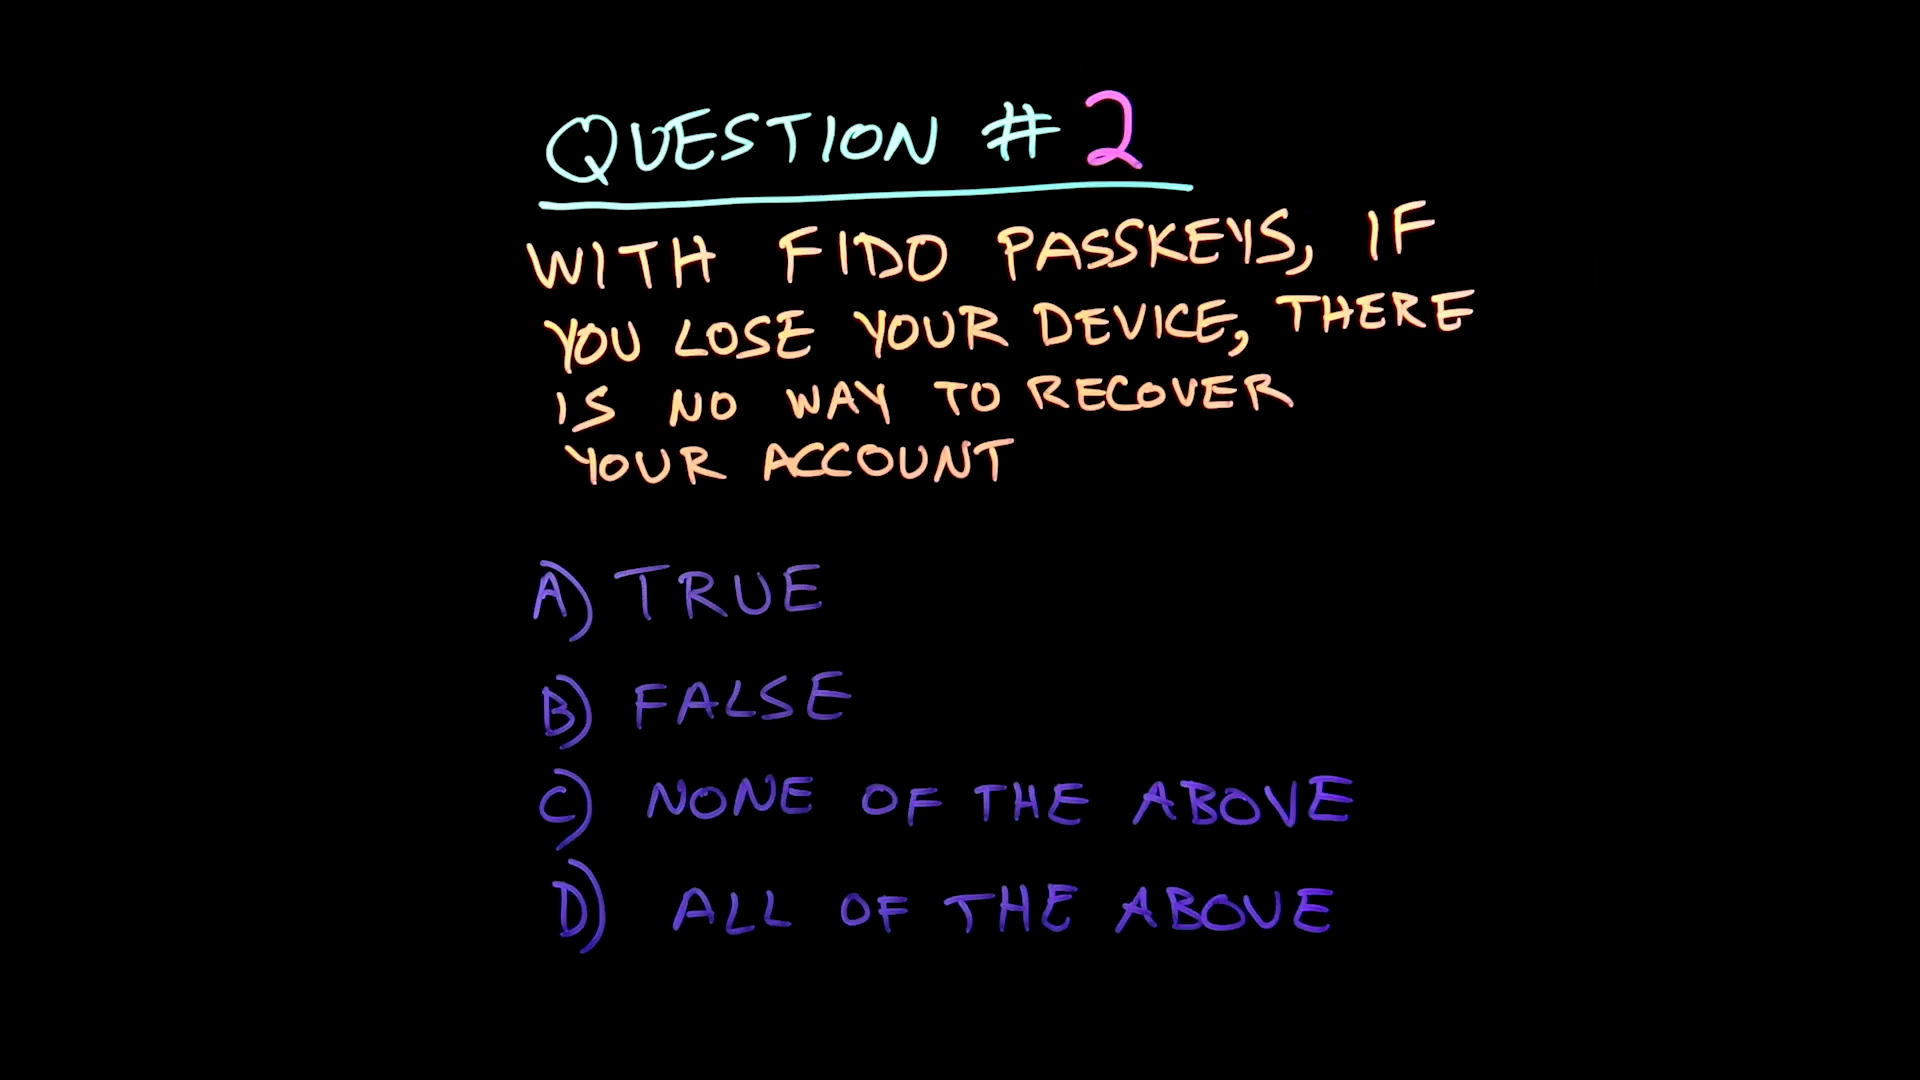 QUESTION # 2
WITH FIDO PASSKEYS, IF
YOU LOSE YOUR DEVICE, THERE
IS NO WAY TO RECOVER
YOUR ACCOUNT
A) TRUE
B) FALSE
C) NONE OF THE ABOVE
D) ALL OF THE ABOVE